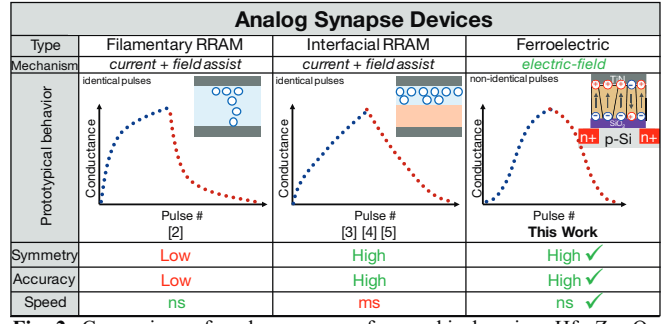 Analog Synapse Devices
Type Filamentary RRAM Interfacial RRAM Ferroelectric
Mechanism current + field assist current + field assist electric-field
Prototypical behavior
identical pulses
Conductance
Pulse #
[2]
identical pulses
Conductance
Pulse #
[3] [4] [5]
non-identical pulses
Conductance
TiN
SiO₂
n+ p-Si n+
Pulse #
This Work
Symmetry Low High High ✓
Accuracy Low High High ✓
Speed ns ms ns ✓